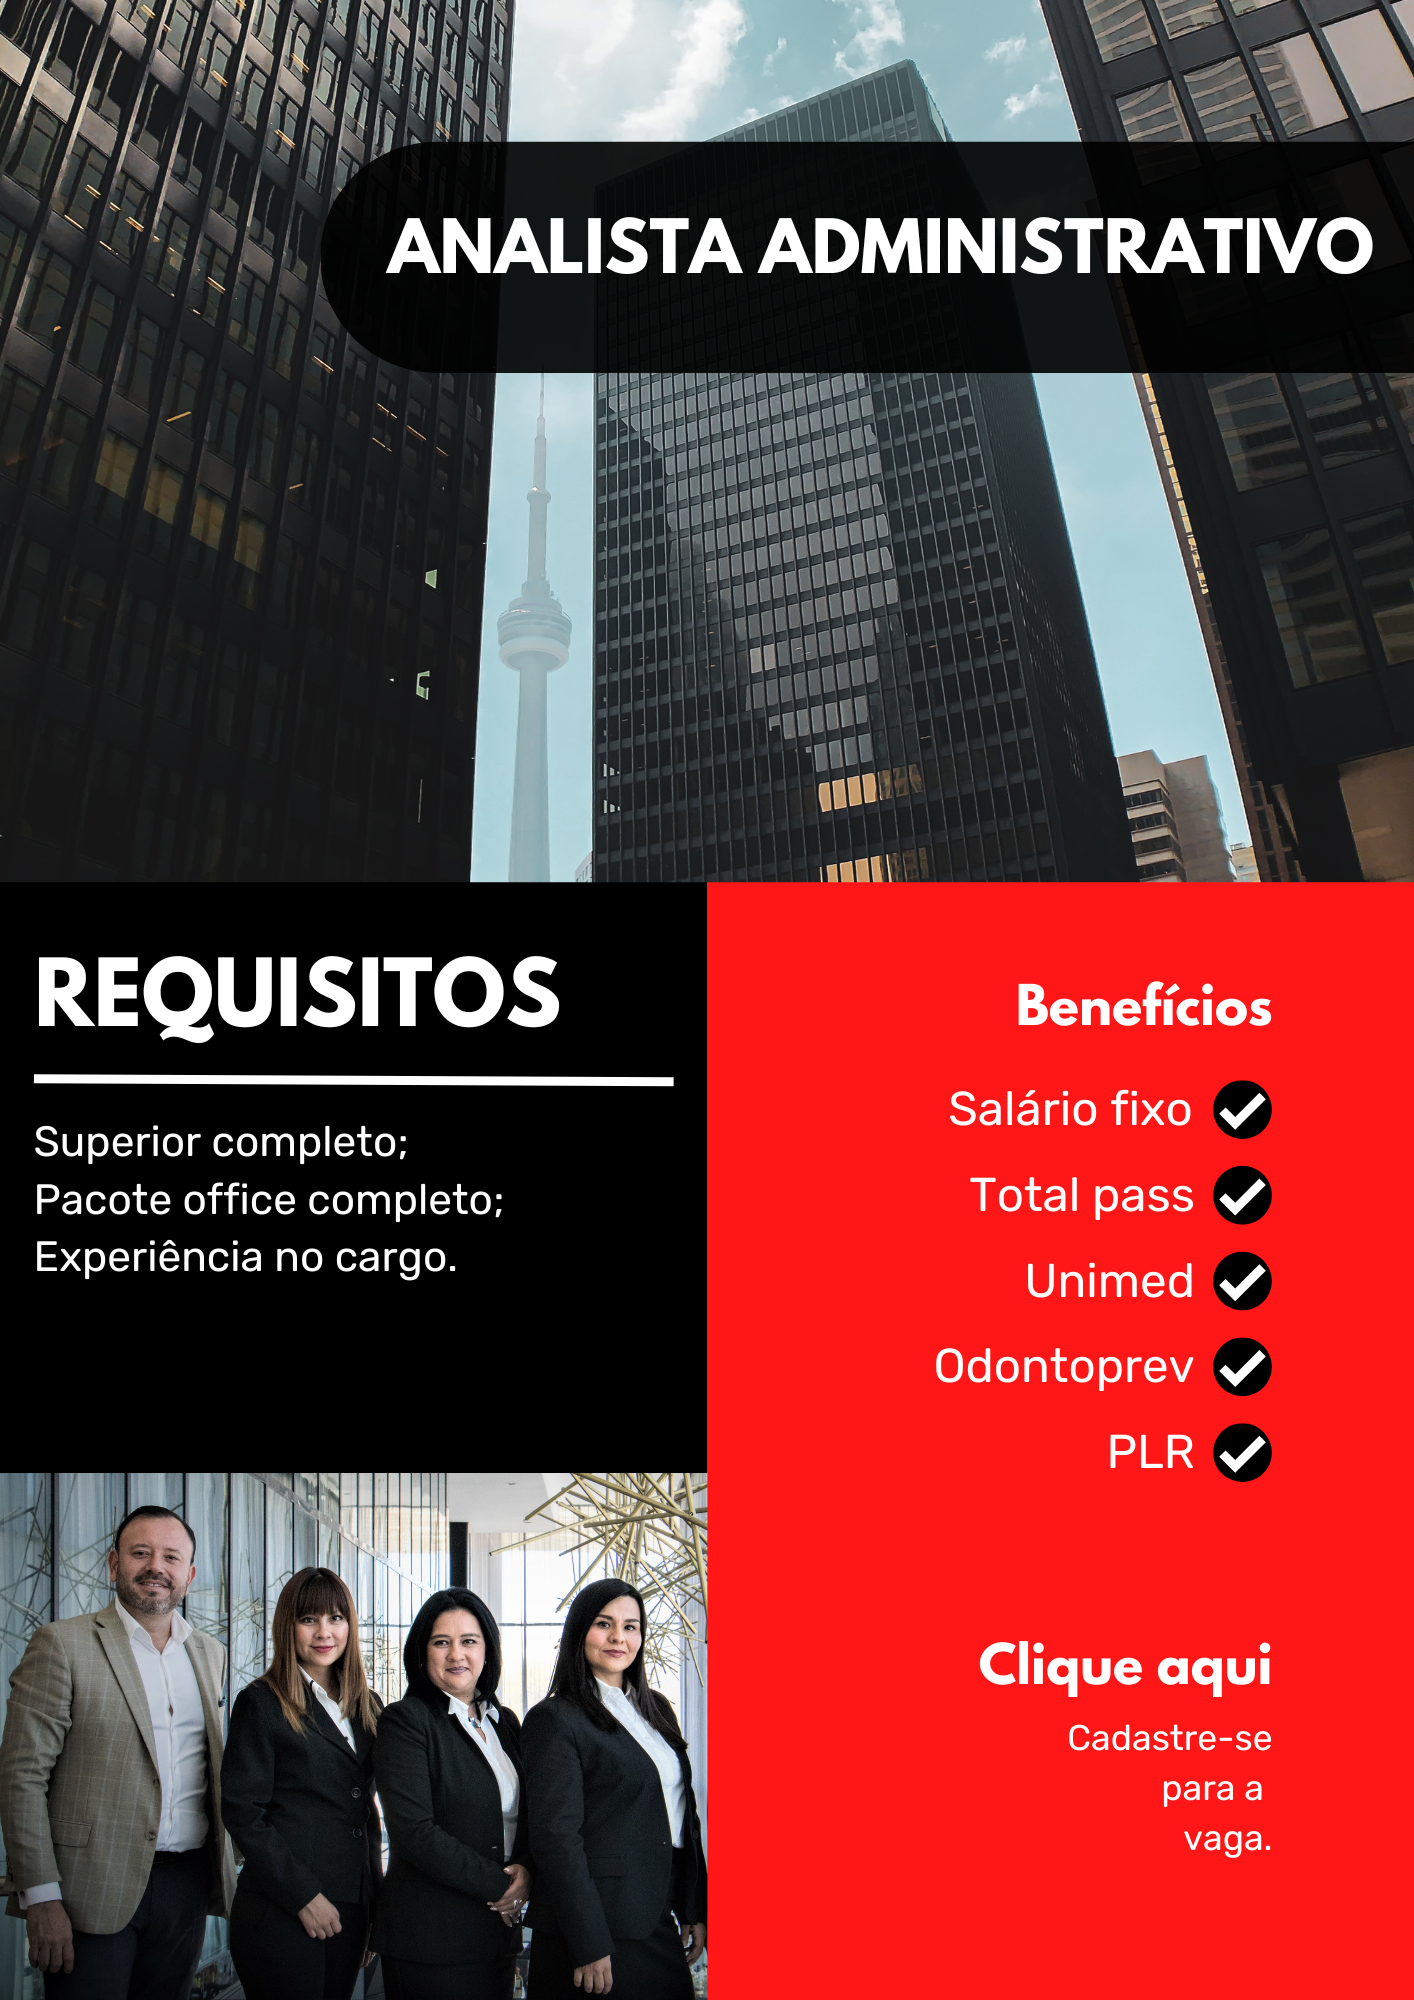 ANALISTA ADMINISTRATIVO
REQUISITOS
Superior completo;
Pacote office completo;
Experiência no cargo.
Benefícios
Salário fixo
Total pass
Unimed
Odontoprev
PLR
Clique aqui
Cadastre-se
para a
vaga.